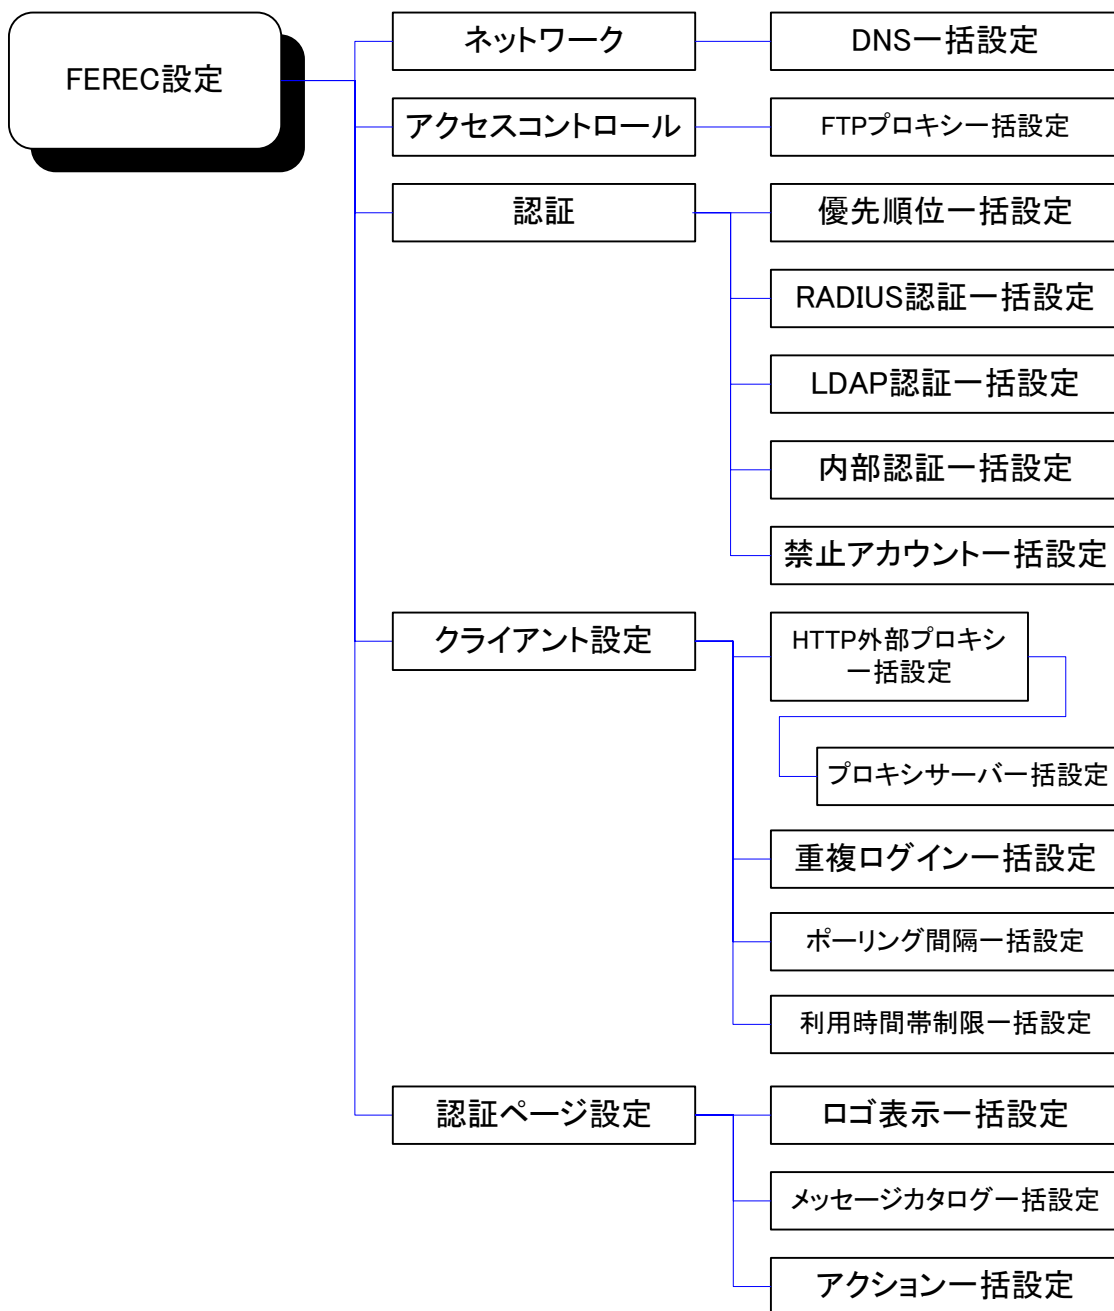 FEREC設定
ネットワーク
DNS一括設定
アクセスコントロール
FTPプロキシ一括設定
認証
優先順位一括設定
RADIUS認証一括設定
LDAP認証一括設定
内部認証一括設定
禁止アカウント一括設定
クライアント設定
HTTP外部プロキシ
一括設定
プロキシサーバ一括設定
重複ログイン一括設定
ポーリング間隔一括設定
利用時間帯制限一括設定
認証ページ設定
ロゴ表示一括設定
メッセージカタログ一括設定
アクション一括設定